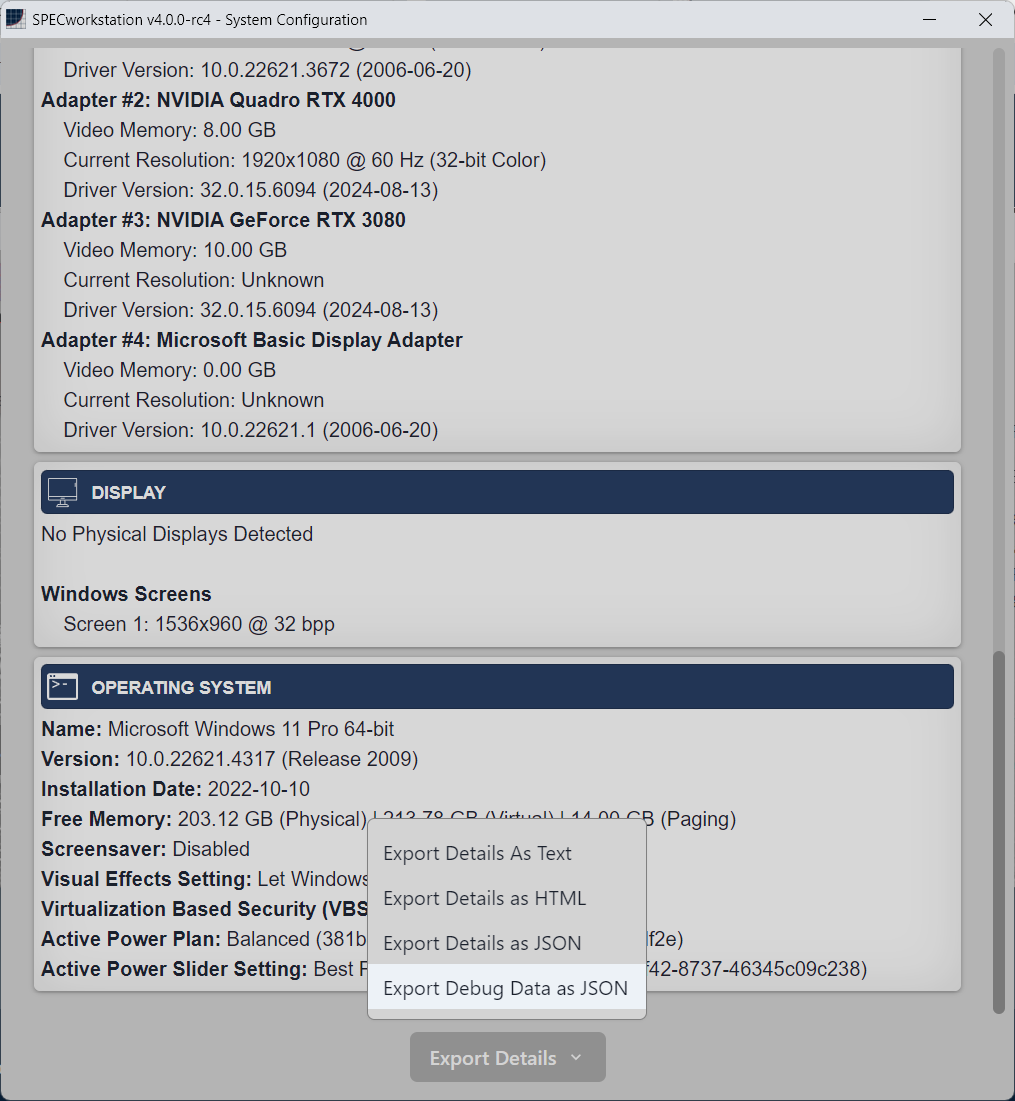 SPECworkstation v4.0.0-rc4 - System Configuration
Driver Version: 10.0.22621.3672 (2006-06-20)
Adapter #2: NVIDIA Quadro RTX 4000
Video Memory: 8.00 GB
Current Resolution: 1920x1080 @ 60 Hz (32-bit Color)
Driver Version: 32.0.15.6094 (2024-08-13)
Adapter #3: NVIDIA GeForce RTX 3080
Video Memory: 10.00 GB
Current Resolution: Unknown
Driver Version: 32.0.15.6094 (2024-08-13)
Adapter #4: Microsoft Basic Display Adapter
Video Memory: 0.00 GB
Current Resolution: Unknown
Driver Version: 10.0.22621.1 (2006-06-20)
DISPLAY
No Physical Displays Detected
Windows Screens
Screen 1: 1536x960 @ 32 bpp
OPERATING SYSTEM
Name: Microsoft Windows 11 Pro 64-bit
Version: 10.0.22621.4317 (Release 2009)
Installation Date: 2022-10-10
Free Memory: 203.12 GB (Physical) | 213.78 GB (Virtual) | 14.00 GB (Paging)
Screensaver: Disabled
Visual Effects Setting: Let Windows
Virtualization Based Security (VBS
Active Power Plan: Balanced (381b df2e)
Active Power Slider Setting: Best f42-8737-46345c09c238)
Export Details As Text
Export Details as HTML
Export Details as JSON
Export Debug Data as JSON
Export Details